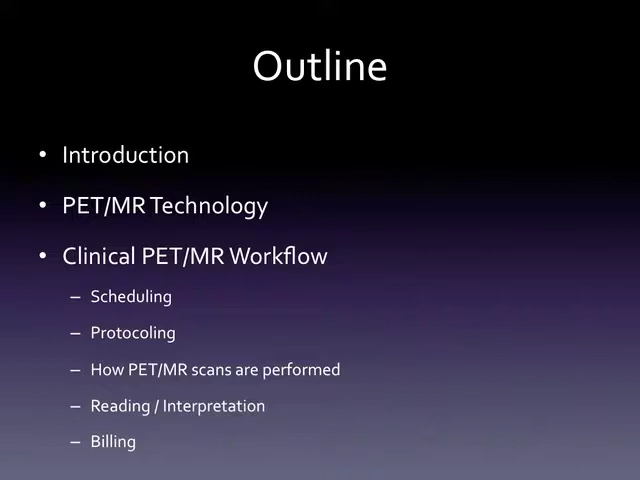 Outline
• Introduction
• PET/MR Technology
• Clinical PET/MR Workflow
– Scheduling
– Protocoling
– How PET/MR scans are performed
– Reading / Interpretation
– Billing